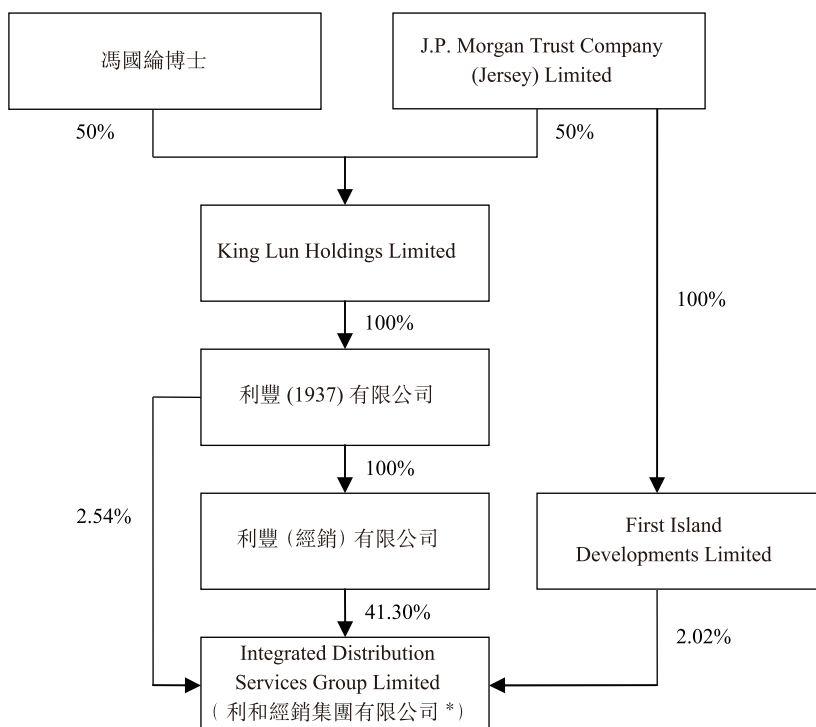 馮國綸博士
J.P. Morgan Trust Company
(Jersey) Limited
50%
50%
King Lun Holdings Limited
100%
100%
利豐 (1937) 有限公司
100%
2.54%
利豐（經銷）有限公司
First Island
Developments Limited
41.30%
2.02%
Integrated Distribution
Services Group Limited
（ 利和經銷集團有限公司 *）